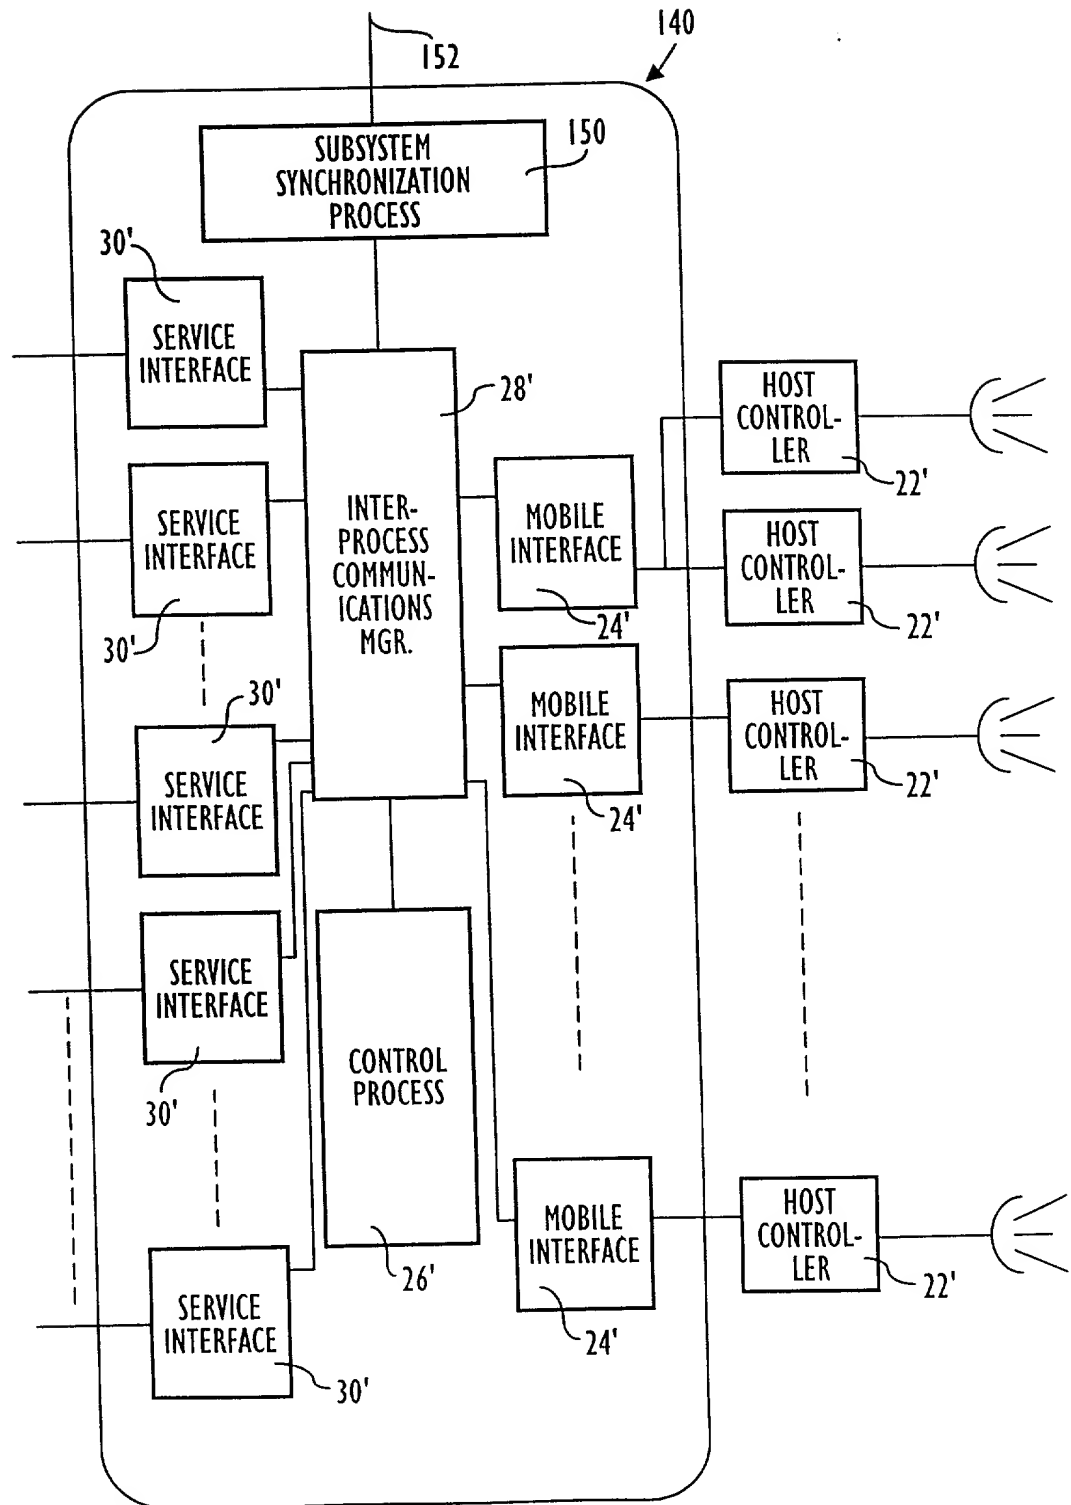 140
152
SUBSYSTEM
SYNCHRONIZATION
PROCESS
150
30'
SERVICE
INTERFACE
28'
HOST
CONTROL-
LER
22'
SERVICE
INTERFACE
30'
INTER-
PROCESS
COMMUN-
ICATIONS
MGR.
MOBILE
INTERFACE
24'
HOST
CONTROL-
LER
22'
30'
SERVICE
INTERFACE
MOBILE
INTERFACE
24'
HOST
CONTROL-
LER
22'
SERVICE
INTERFACE
30'
CONTROL
PROCESS
26'
MOBILE
INTERFACE
24'
HOST
CONTROL-
LER
22'
SERVICE
INTERFACE
30'